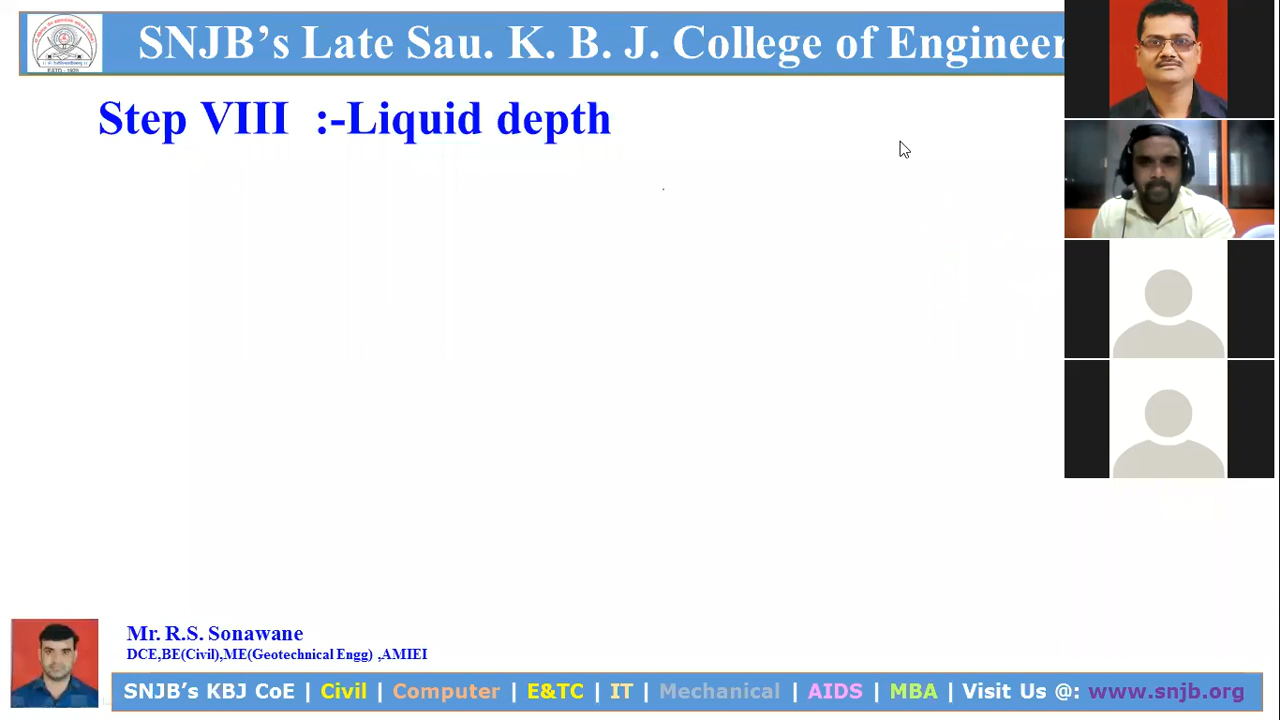 SNJB's Late Sau. K. B. J. College of Engineer
Step VIII :-Liquid depth
Mr. R.S. Sonawane
DCE,BE(Civil),ME(Geotechnical Engg) ,AMIEI
SNJB's KBJ CoE | Civil | Computer | E&TC | IT | Mechanical | AIDS | MBA | Visit Us @: www.snjb.org